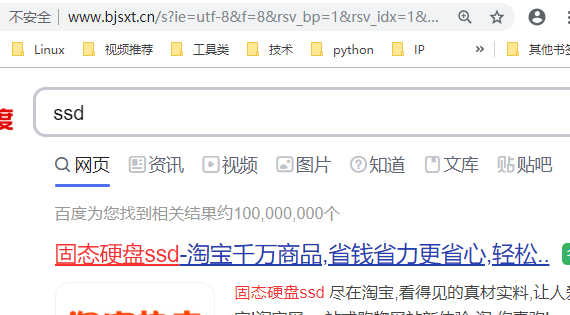 不安全 www.bjsxt.cn/s?ie=utf-8&f=8&rsv_bp=1&rsv_idx=1&...
Linux 视频推荐 工具类 技术 python IP » 其他书签
度 ssd
网页 资讯 视频 图片 知道 文库 贴 贴吧
百度为您找到相关结果约100,000,000个
固态硬盘ssd-淘宝千万商品,省钱省力更省心,轻松..
固态硬盘ssd 尽在淘宝,看得见的真材实料,让人爱